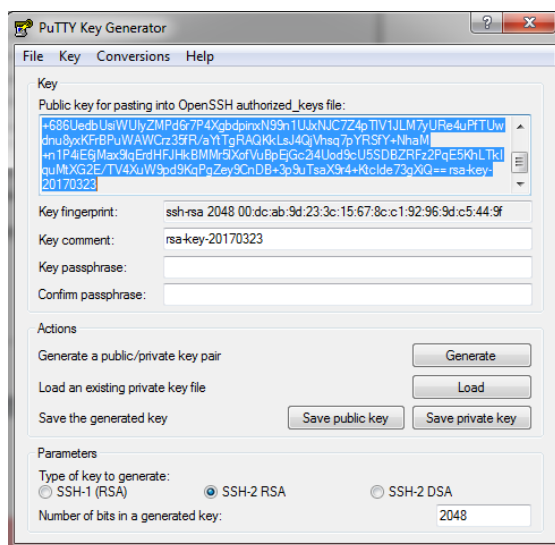 PuTTY Key Generator
File Key Conversions Help
Key
Public key for pasting into OpenSSH authorized_keys file:
+686UedbUsiWUIyZMPd6r7P4XgbdpinxN99n1UJxNJC7Z4pTlV1JLM7yURe4uPfTUw
dnu8yxKFrBPuWAWCrz35fR/aYtTgRAQKkLsJ4QjVhsq7pYRSfY+NhaM
+n1P4iE6jMax9lqErdHFJHkBMMr5lXofVuBpEjGc2i4Uod9cU5SDBZRFz2PqE5KhLTkI
quMtXG2E/TV4XuW9pd9KqPgZey9CnDB+3p9uTsaX9r4+Ktclde73gXiQ== rsa-key-
20170323
Key fingerprint: ssh-rsa 2048 00:dc:ab:9d:23:3c:15:67:8c:c1:92:96:9d:c5:44:9f
Key comment: rsa-key-20170323
Key passphrase:
Confirm passphrase:
Actions
Generate a public/private key pair Generate
Load an existing private key file Load
Save the generated key Save public key Save private key
Parameters
Type of key to generate:
SSH-1 (RSA) SSH-2 RSA SSH-2 DSA
Number of bits in a generated key: 2048